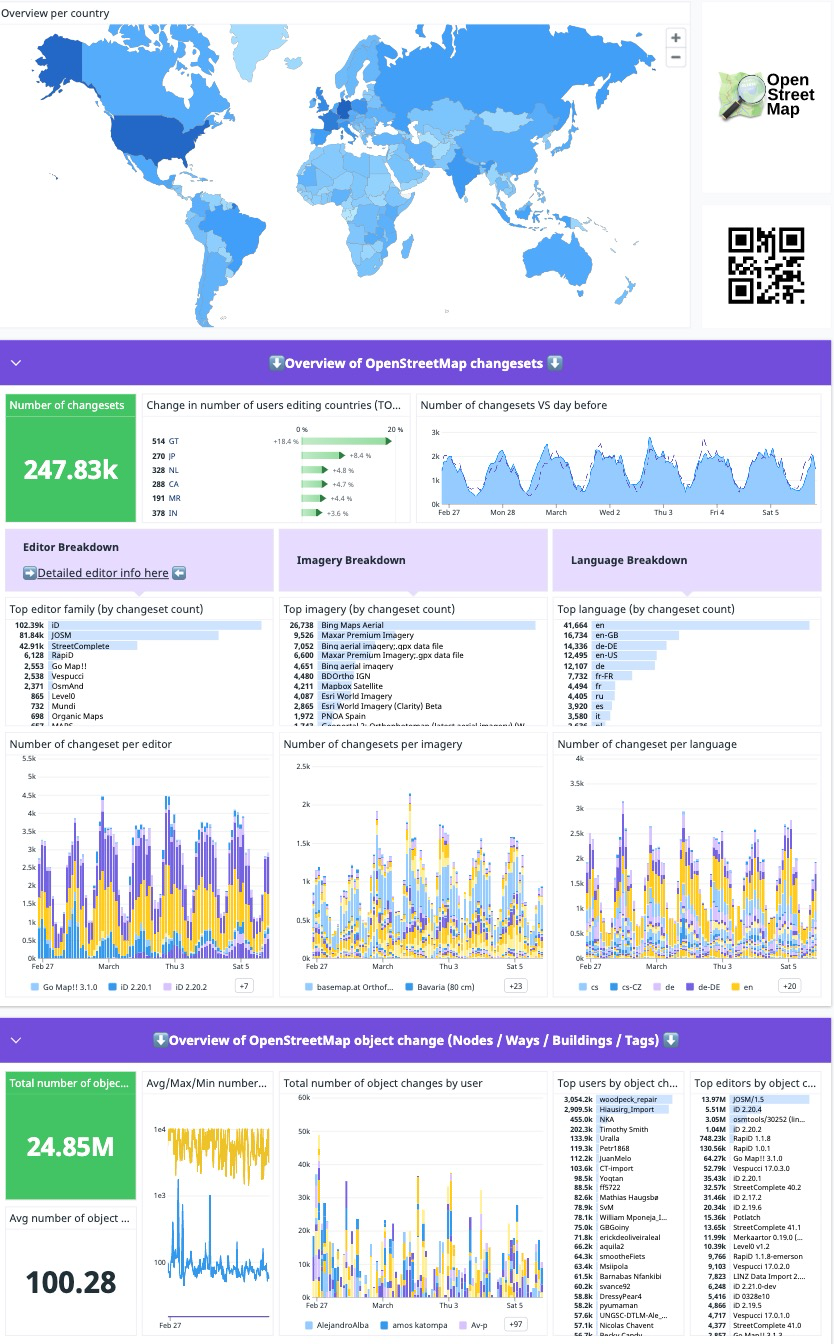 Overview per country
+
−
Open
Street
Map
⬇️Overview of OpenStreetMap changesets ⬇️
Number of changesets
247.83k
Change in number of users editing countries (TO...
0 %
20 %
514 GT
+18.4 %
270 JP
+8.4 %
328 NL
+4.8 %
288 CA
+4.7 %
191 MR
+4.4 %
378 IN
+3.6 %
Number of changesets VS day before
3k
2k
1k
0k
Feb 27 Mon 28 March Wed 2 Thu 3 Fri 4 Sat 5
Editor Breakdown
➡️Detailed editor info here ⬅️
Imagery Breakdown
Language Breakdown
Top editor family (by changeset count)
102.39k iD
81.84k JOSM
42.91k StreetComplete
6,128 RapiD
2,553 Go Map!!
2,538 Vespucci
2,371 OsmAnd
865 Level0
732 Mundi
698 Organic Maps
657 MAPS
Top imagery (by changeset count)
26,738 Bing Maps Aerial
9,526 Maxar Premium Imagery
7,052 Bing aerial imagery;.gpx data file
6,600 Maxar Premium Imagery;.gpx data file
4,651 Bing aerial imagery
4,480 BDOrtho IGN
4,211 Mapbox Satellite
4,087 Esri World Imagery
2,865 Esri World Imagery (Clarity) Beta
1,972 PNOA Spain
1,743 Geoportal 2: Orthophotomap (latest aerial imagery) (W...
Top language (by changeset count)
41,664 en
16,734 en-GB
14,336 de-DE
12,495 en-US
12,107 de
7,732 fr-FR
4,494 fr
4,405 ru
3,920 es
3,580 it
2,636 pl
Number of changeset per editor
5.5k
5k
4.5k
4k
3.5k
3k
2.5k
2k
1.5k
1k
0.5k
0k
Feb 27 March Thu 3 Sat 5
Go Map!! 3.1.0 iD 2.20.1 iD 2.20.2 +7
Number of changesets per imagery
2.5k
2k
1.5k
1k
0.5k
0k
Feb 27 March Thu 3 Sat 5
basemap.at Orthof... Bavaria (80 cm) +23
Number of changeset per language
4k
3.5k
3k
2.5k
2k
1.5k
1k
0.5k
0k
Feb 27 March Thu 3 Sat 5
cs cs-CZ de de-DE en +20
⬇️Overview of OpenStreetMap object change (Nodes / Ways / Buildings / Tags) ⬇️
Total number of objec...
24.85M
Avg number of object ...
100.28
Avg/Max/Min number...
1e4
1e3
100
Feb 27
Total number of object changes by user
60k
50k
40k
30k
20k
10k
0k
Feb 27 March Thu 3 Sat 5
AlejandroAlba amos katompa Av-p +97
Top users by object ch...
3,054.2k woodpeck_repair
2,909.5k Hiausirg_Import
455.0k NKA
202.3k Timothy Smith
133.9k Uralla
119.3k Petr1868
112.2k JuanMelo
103.6k CT-import
98.5k Yoqtan
88.5k ff5722
82.6k Mathias Haugsbø
78.9k SvM
78.1k William Mponeja_I...
75.0k GBGoiny
71.8k erickdeoliveiraleal
66.2k aquila2
64.3k smootheFiets
63.4k Msiipola
61.5k Barnabas Nfankibi
60.2k svance92
58.8k DressyPear4
58.2k pyumaman
57.6k UNGSC-DTLM-Ale_...
57.1k Nicolas Chavent
56.7k Becky Candy
Top editors by object c...
13.97M JOSM/1.5
5.51M iD 2.20.4
3.05M osmtools/30252 (lin...
1.04M iD 2.20.2
748.23k RapiD 1.1.8
130.56k RapiD 1.0.1
64.27k Go Map!! 3.1.0
52.79k Vespucci 17.0.3.0
35.43k iD 2.20.1
32.57k StreetComplete 40.2
31.46k iD 2.17.2
20.34k iD 2.19.6
15.36k Potlatch
13.65k StreetComplete 41.1
11.99k Merkaartor 0.19.0 (...
10.39k Level0 v1.2
9,766 RapiD 1.1.8-emerson
9,103 Vespucci 17.0.2.0
7,823 LINZ Data Import 2....
6,248 iD 2.21.0-dev
5,416 iD 0328e10
4,866 iD 2.19.5
4,717 Vespucci 17.0.1.0
4,377 StreetComplete 41.0